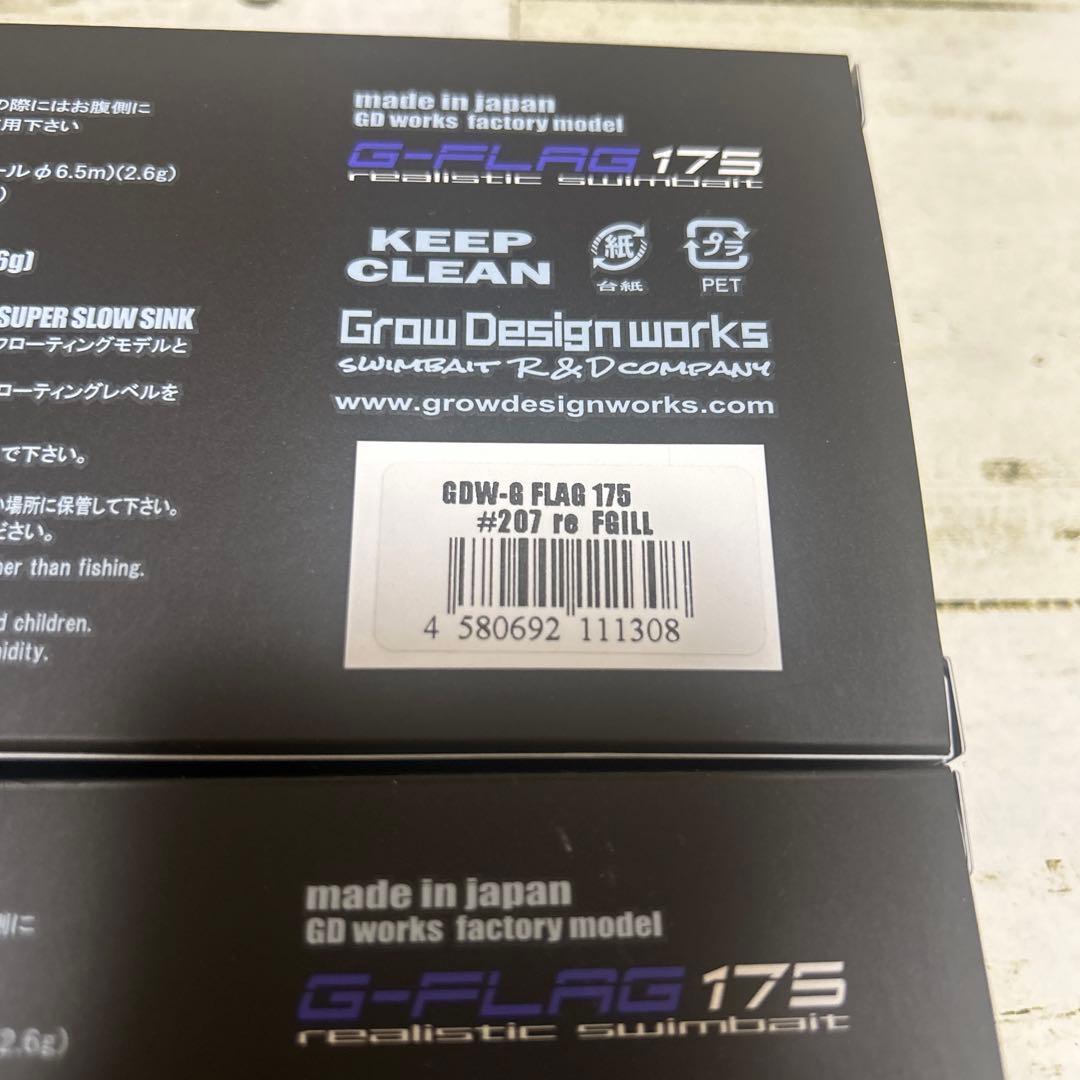 の際にはお腹側に
用下さい
ール φ6.5m)(2.6g)
6g)
SUPER SLOW SINK
フローティングモデルと
ローティングレベルを
で下さい。
い場所に保管して下さい。
ださい。
her than fishing.
d children.
midity.
made in japan
GD works factory model
G-FLAG 175
realistic swimbait
KEEP
CLEAN
紙
台紙
プラ
PET
Grow Design works
SWIMBAIT R&D COMPANY
www.growdesignworks.com
GDW-G FLAG 175
#207 re FGILL
4 580692 111308
側に
2.6g)
made in japan
GD works factory model
G-FLAG 175
realistic swimbait